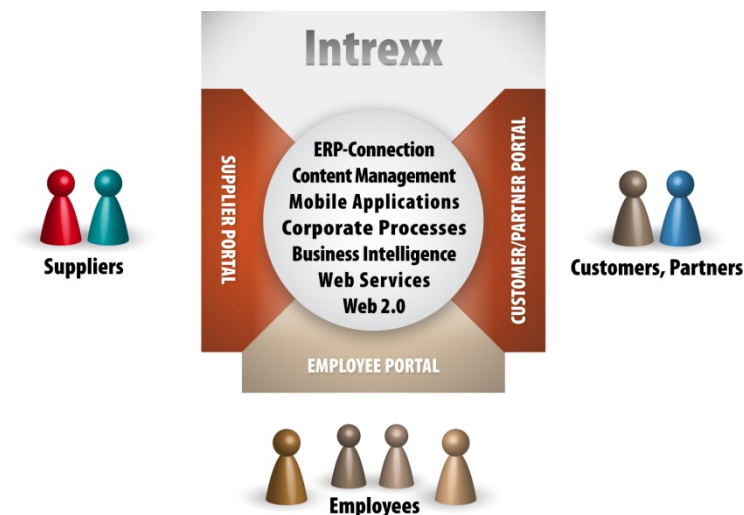 Intrexx
SUPPLIER PORTAL
ERP-Connection
Content Management
Mobile Applications
Corporate Processes
Business Intelligence
Web Services
Web 2.0
CUSTOMER/PARTNER PORTAL
Suppliers
Customers, Partners
EMPLOYEE PORTAL
Employees